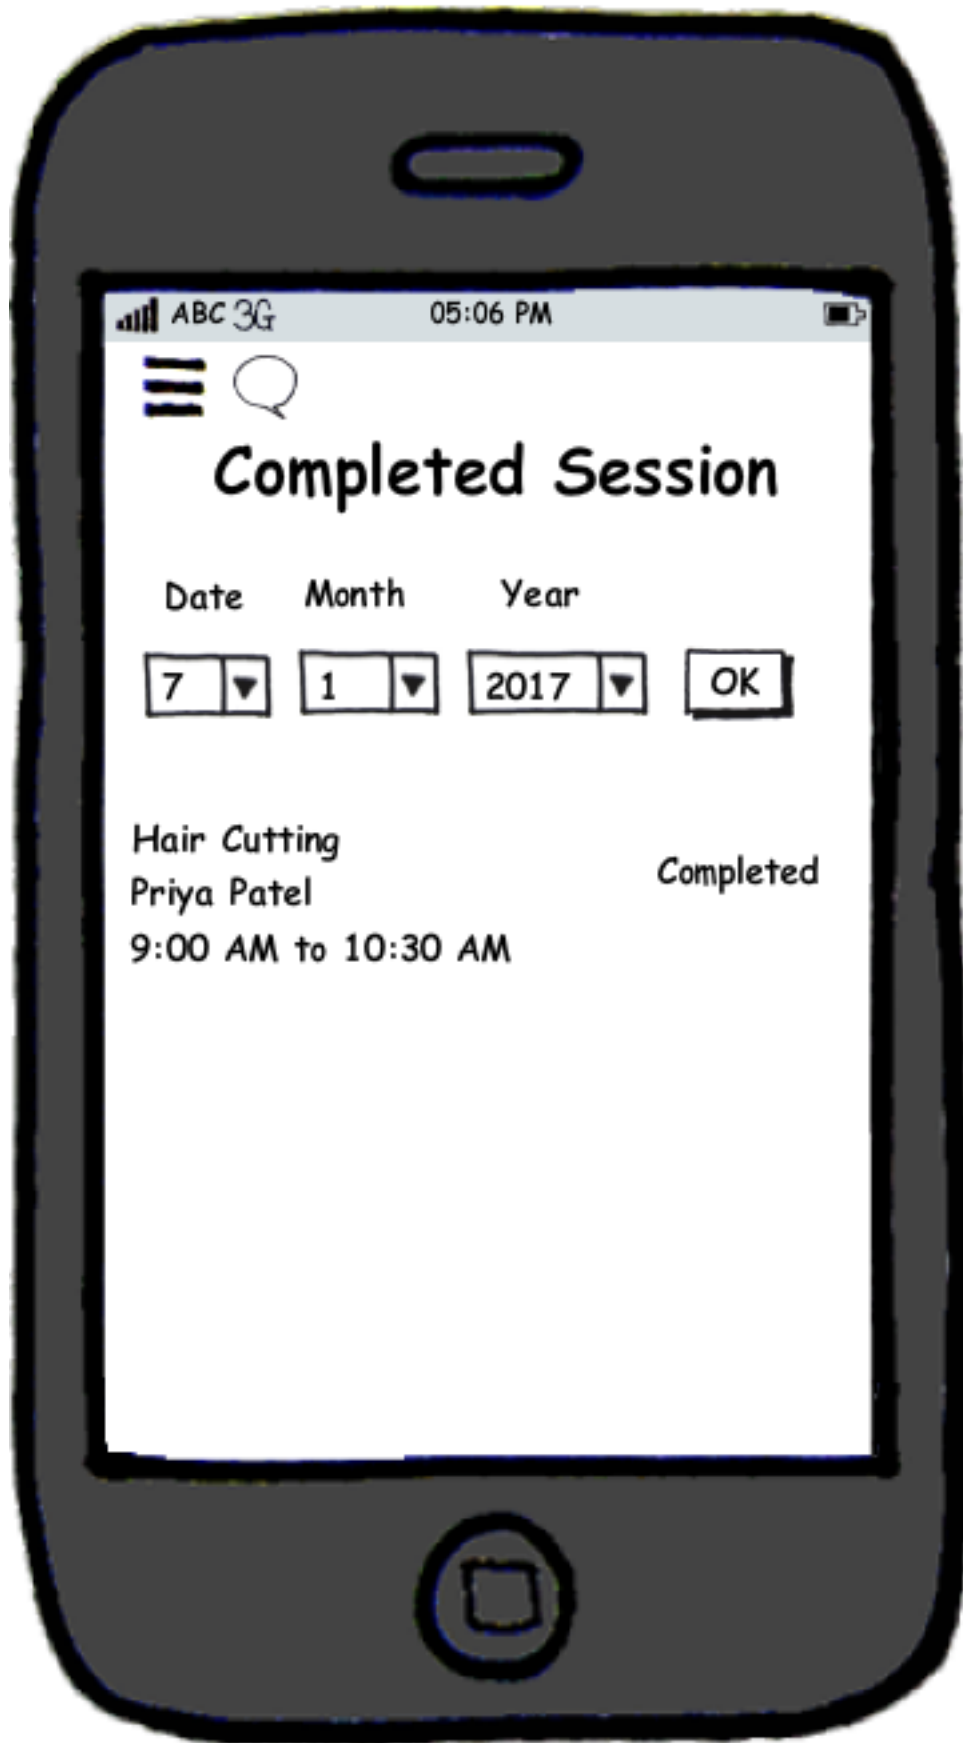 ABC 3G 05:06 PM
Completed Session
Date Month Year
7 1 2017 OK
Hair Cutting
Priya Patel
Completed
9:00 AM to 10:30 AM